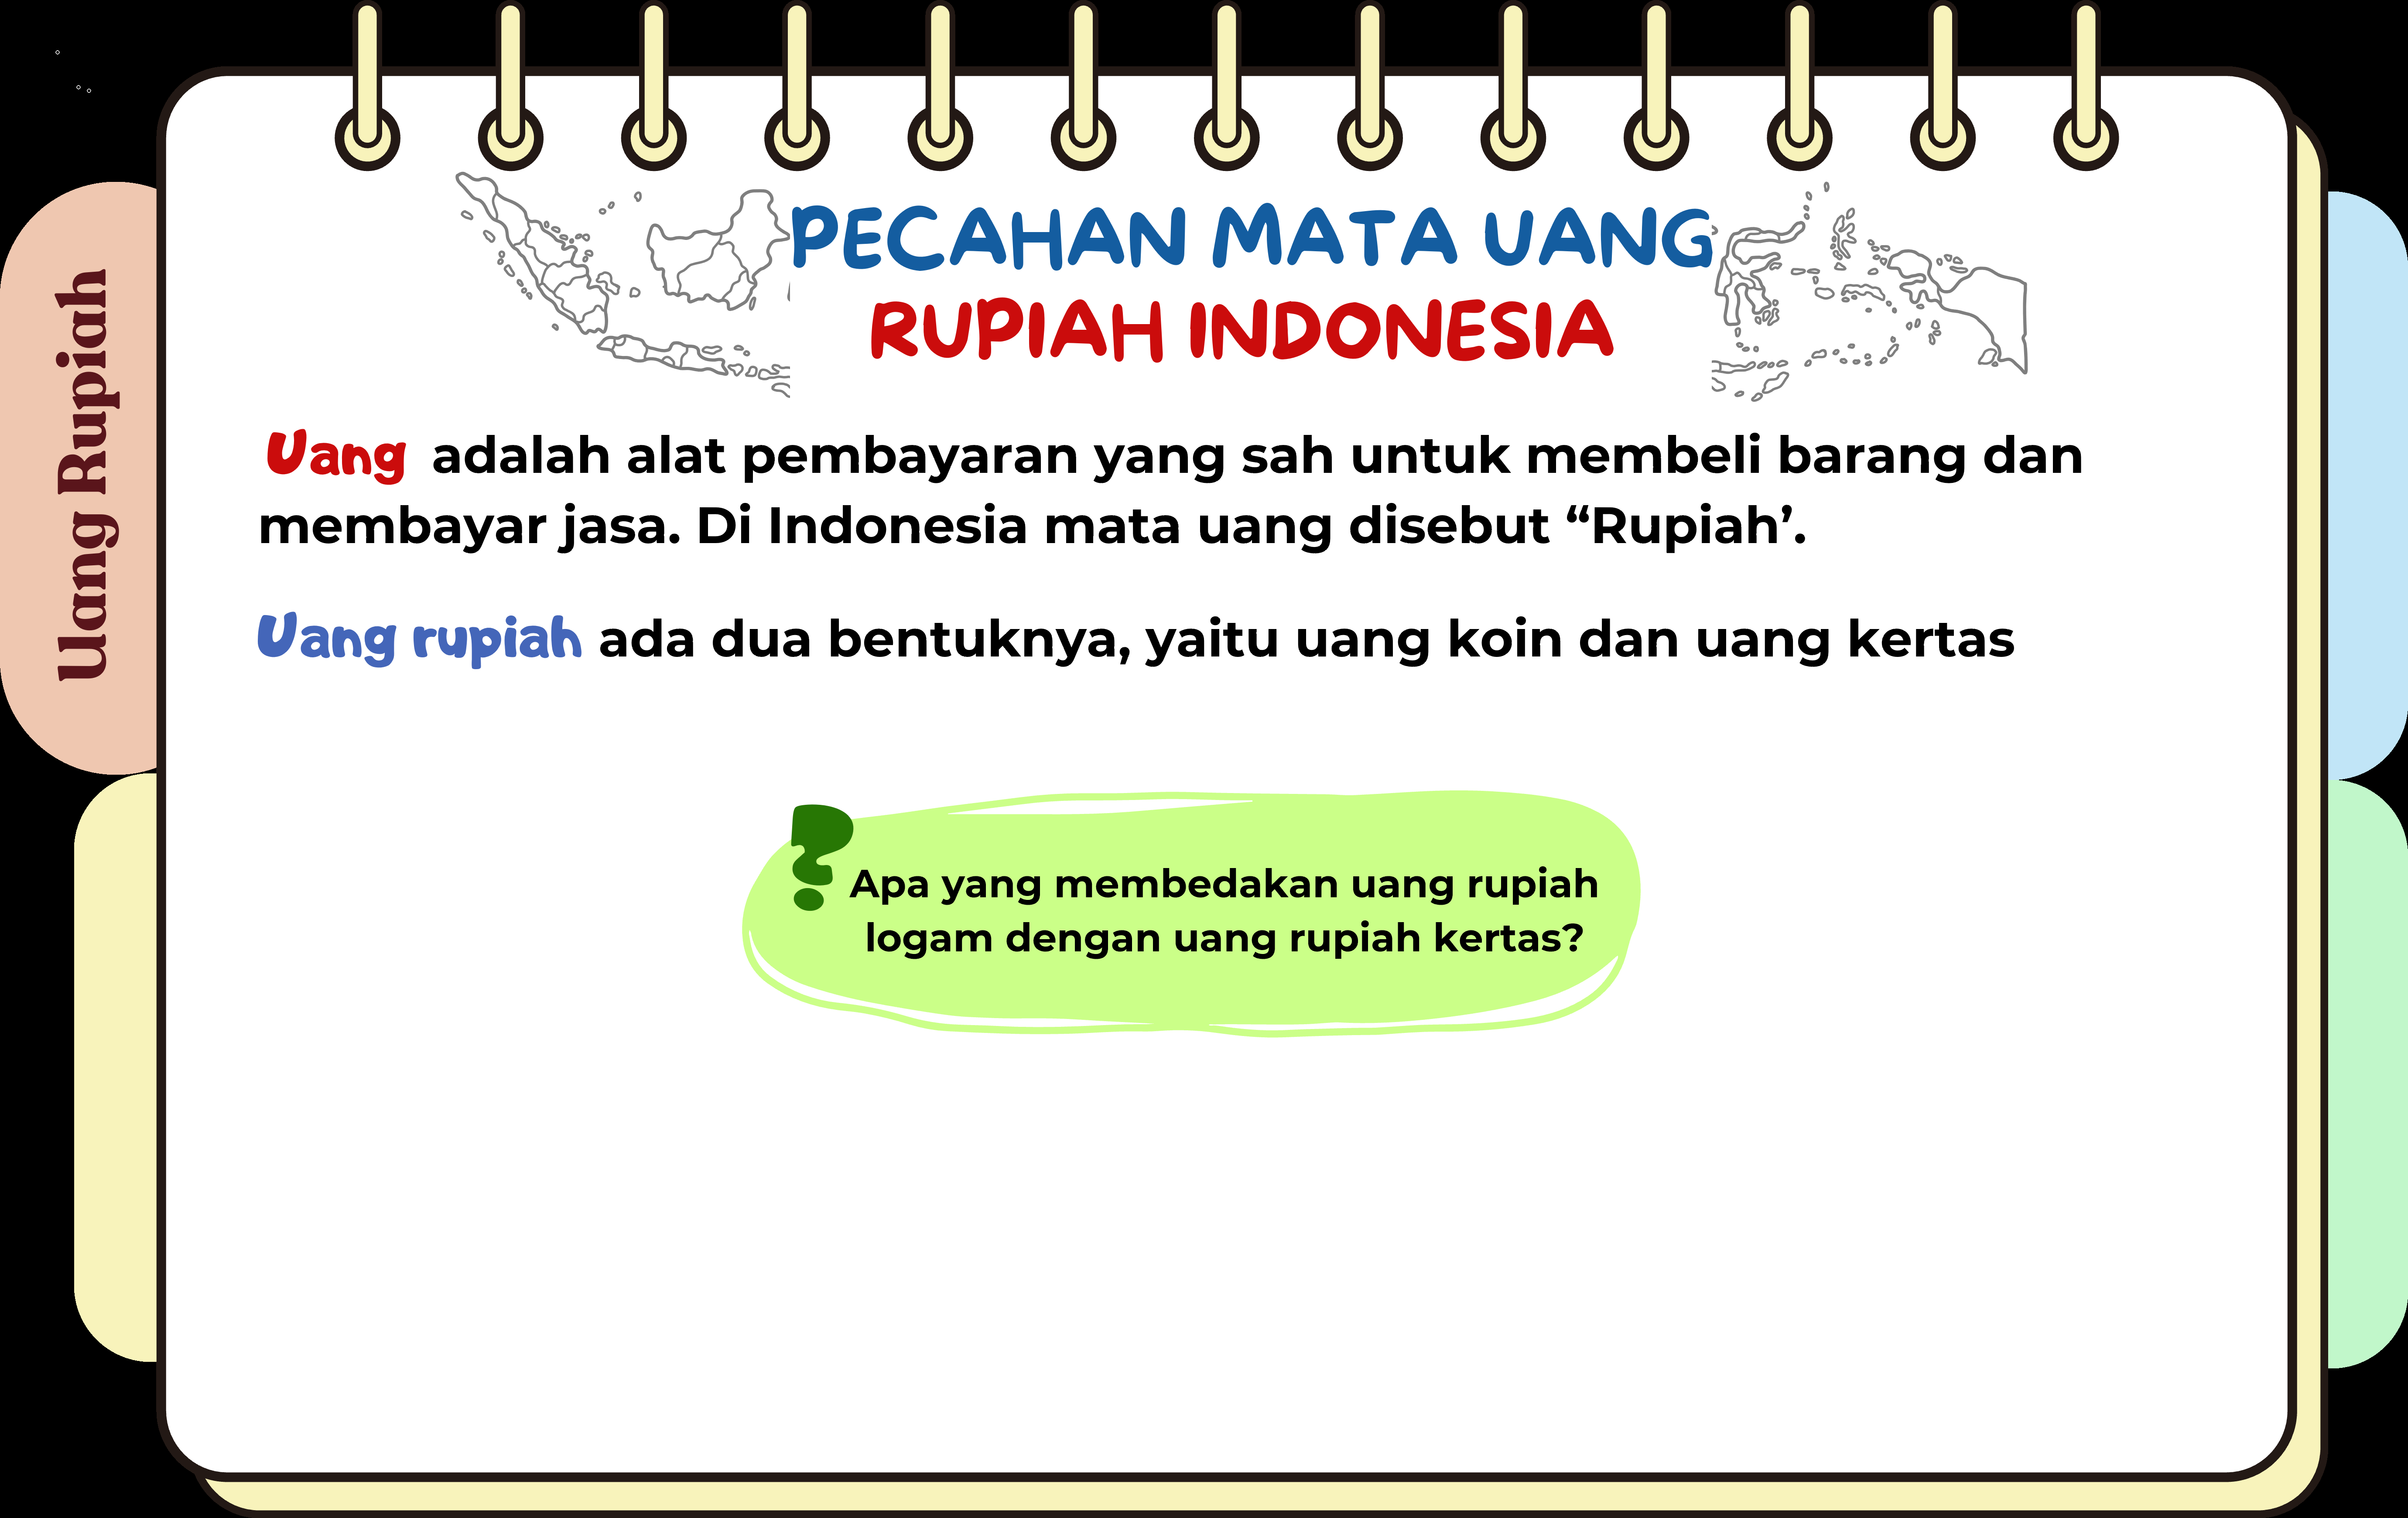 Uang Rupiah
PECAHAN MATA UANG
RUPIAH INDONESIA
Uang adalah alat pembayaran yang sah untuk membeli barang dan
membayar jasa. Di Indonesia mata uang disebut “Rupiah’.
Uang rupiah ada dua bentuknya, yaitu uang koin dan uang kertas
?
Apa yang membedakan uang rupiah
logam dengan uang rupiah kertas?